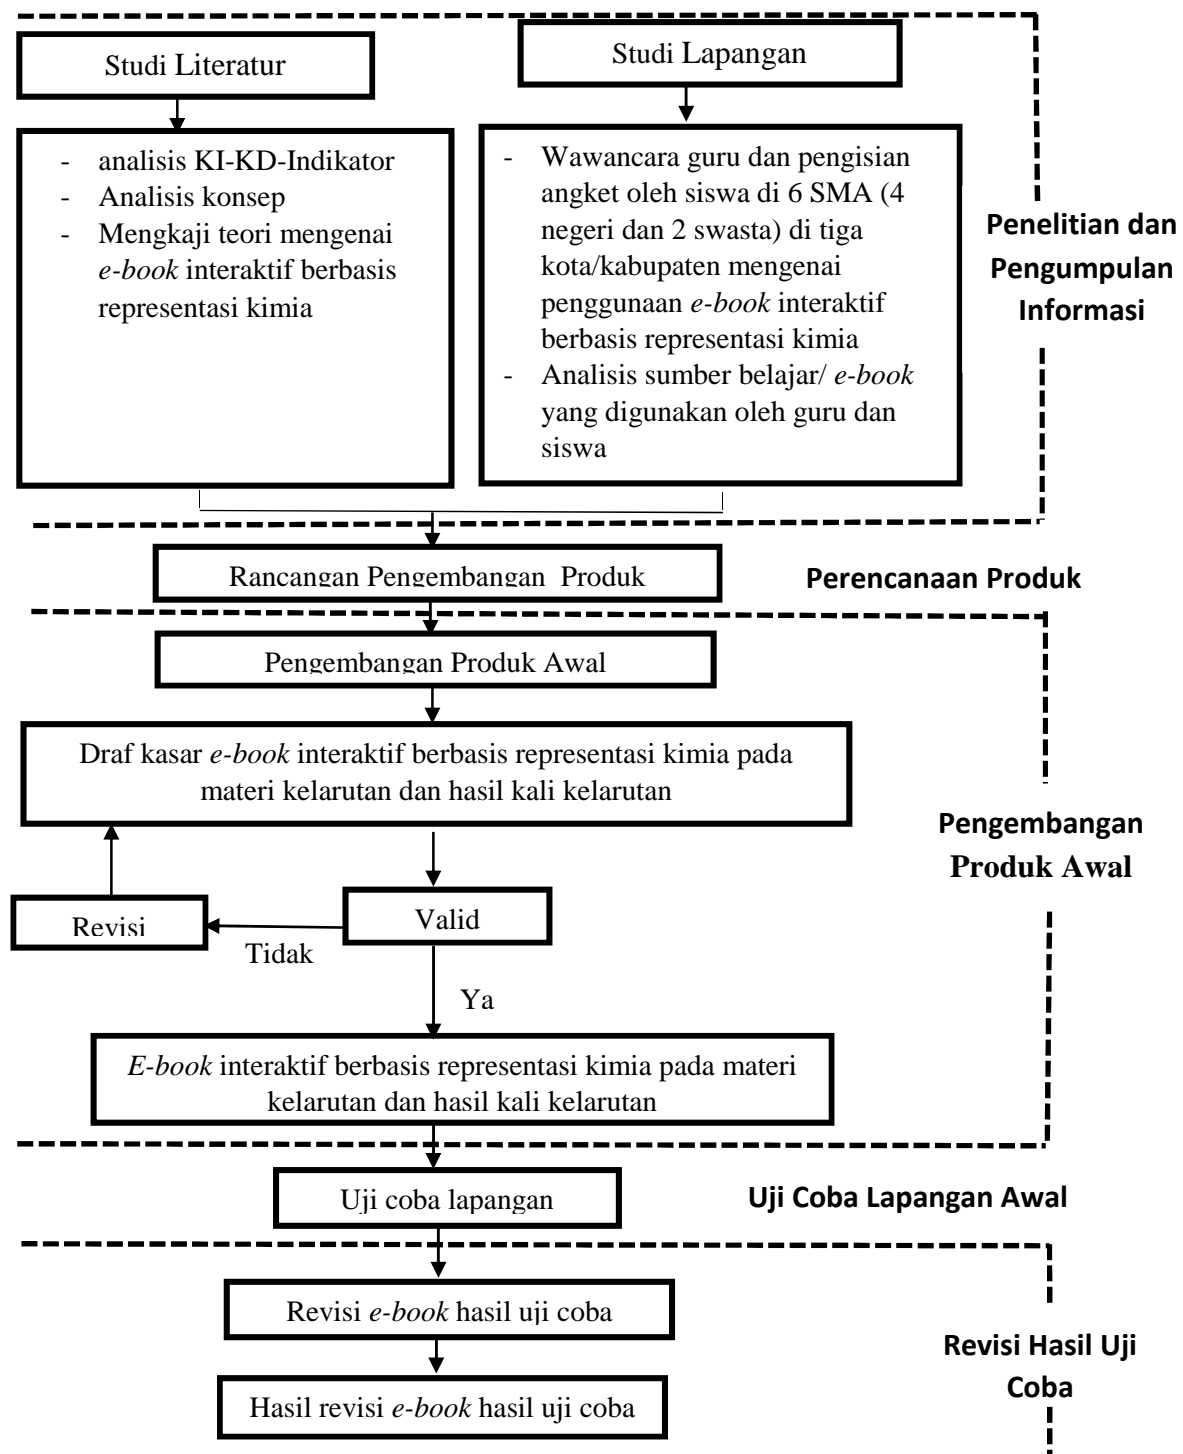 Studi Literatur
Studi Lapangan
- analisis KI-KD-Indikator
- Analisis konsep
- Mengkaji teori mengenai
e-book interaktif berbasis
representasi kimia
- Wawancara guru dan pengisian
angket oleh siswa di 6 SMA (4
negeri dan 2 swasta) di tiga
kota/kabupaten mengenai
penggunaan e-book interaktif
berbasis representasi kimia
- Analisis sumber belajar/ e-book
yang digunakan oleh guru dan
siswa
Penelitian dan
Pengumpulan
Informasi
Rancangan Pengembangan Produk
Perencanaan Produk
Pengembangan Produk Awal
Draf kasar e-book interaktif berbasis representasi kimia pada
materi kelarutan dan hasil kali kelarutan
Pengembangan
Produk Awal
Revisi
Valid
Tidak
Ya
E-book interaktif berbasis representasi kimia pada materi
kelarutan dan hasil kali kelarutan
Uji coba lapangan
Uji Coba Lapangan Awal
Revisi e-book hasil uji coba
Revisi Hasil Uji
Coba
Hasil revisi e-book hasil uji coba